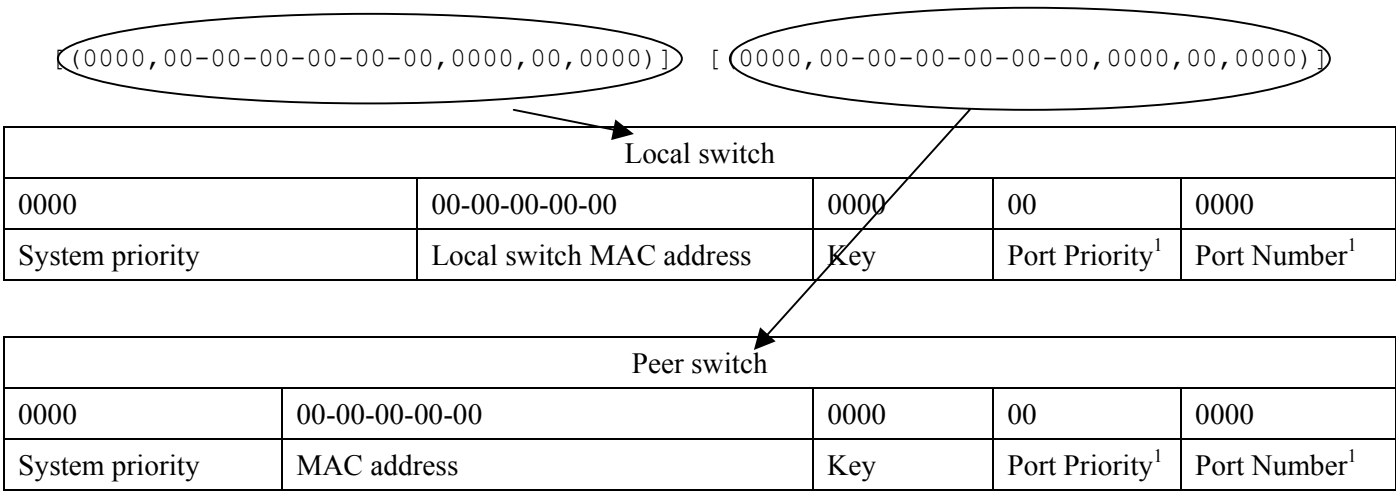 [(0000,00-00-00-00-00-00,0000,00,0000)] [(0000,00-00-00-00-00-00,0000,00,0000)]
Local switch
0000 00-00-00-00-00 0000 00 0000
System priority Local switch MAC address Key Port Priority¹ Port Number¹
Peer switch
0000 00-00-00-00-00 0000 00 0000
System priority MAC address Key Port Priority¹ Port Number¹